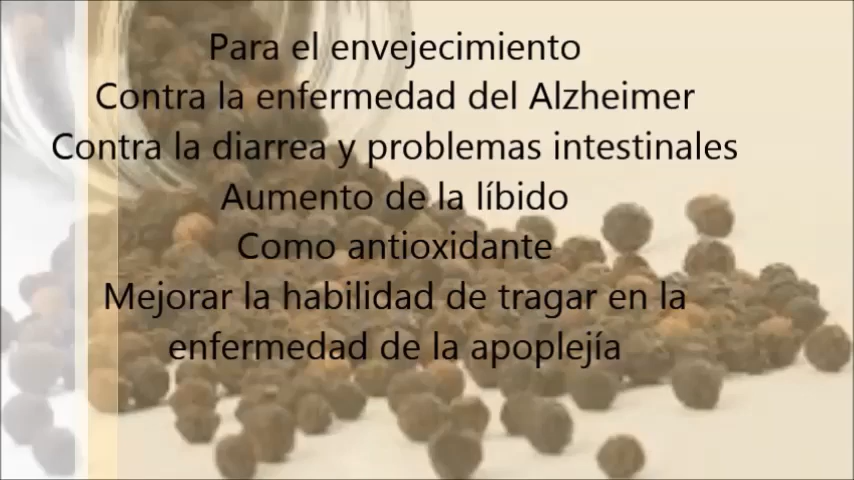 Para el envejecimiento
Contra la enfermedad del Alzheimer
Contra la diarrea y problemas intestinales
Aumento de la líbido
Como antioxidante
Mejorar la habilidad de tragar en la
enfermedad de la apoplejía